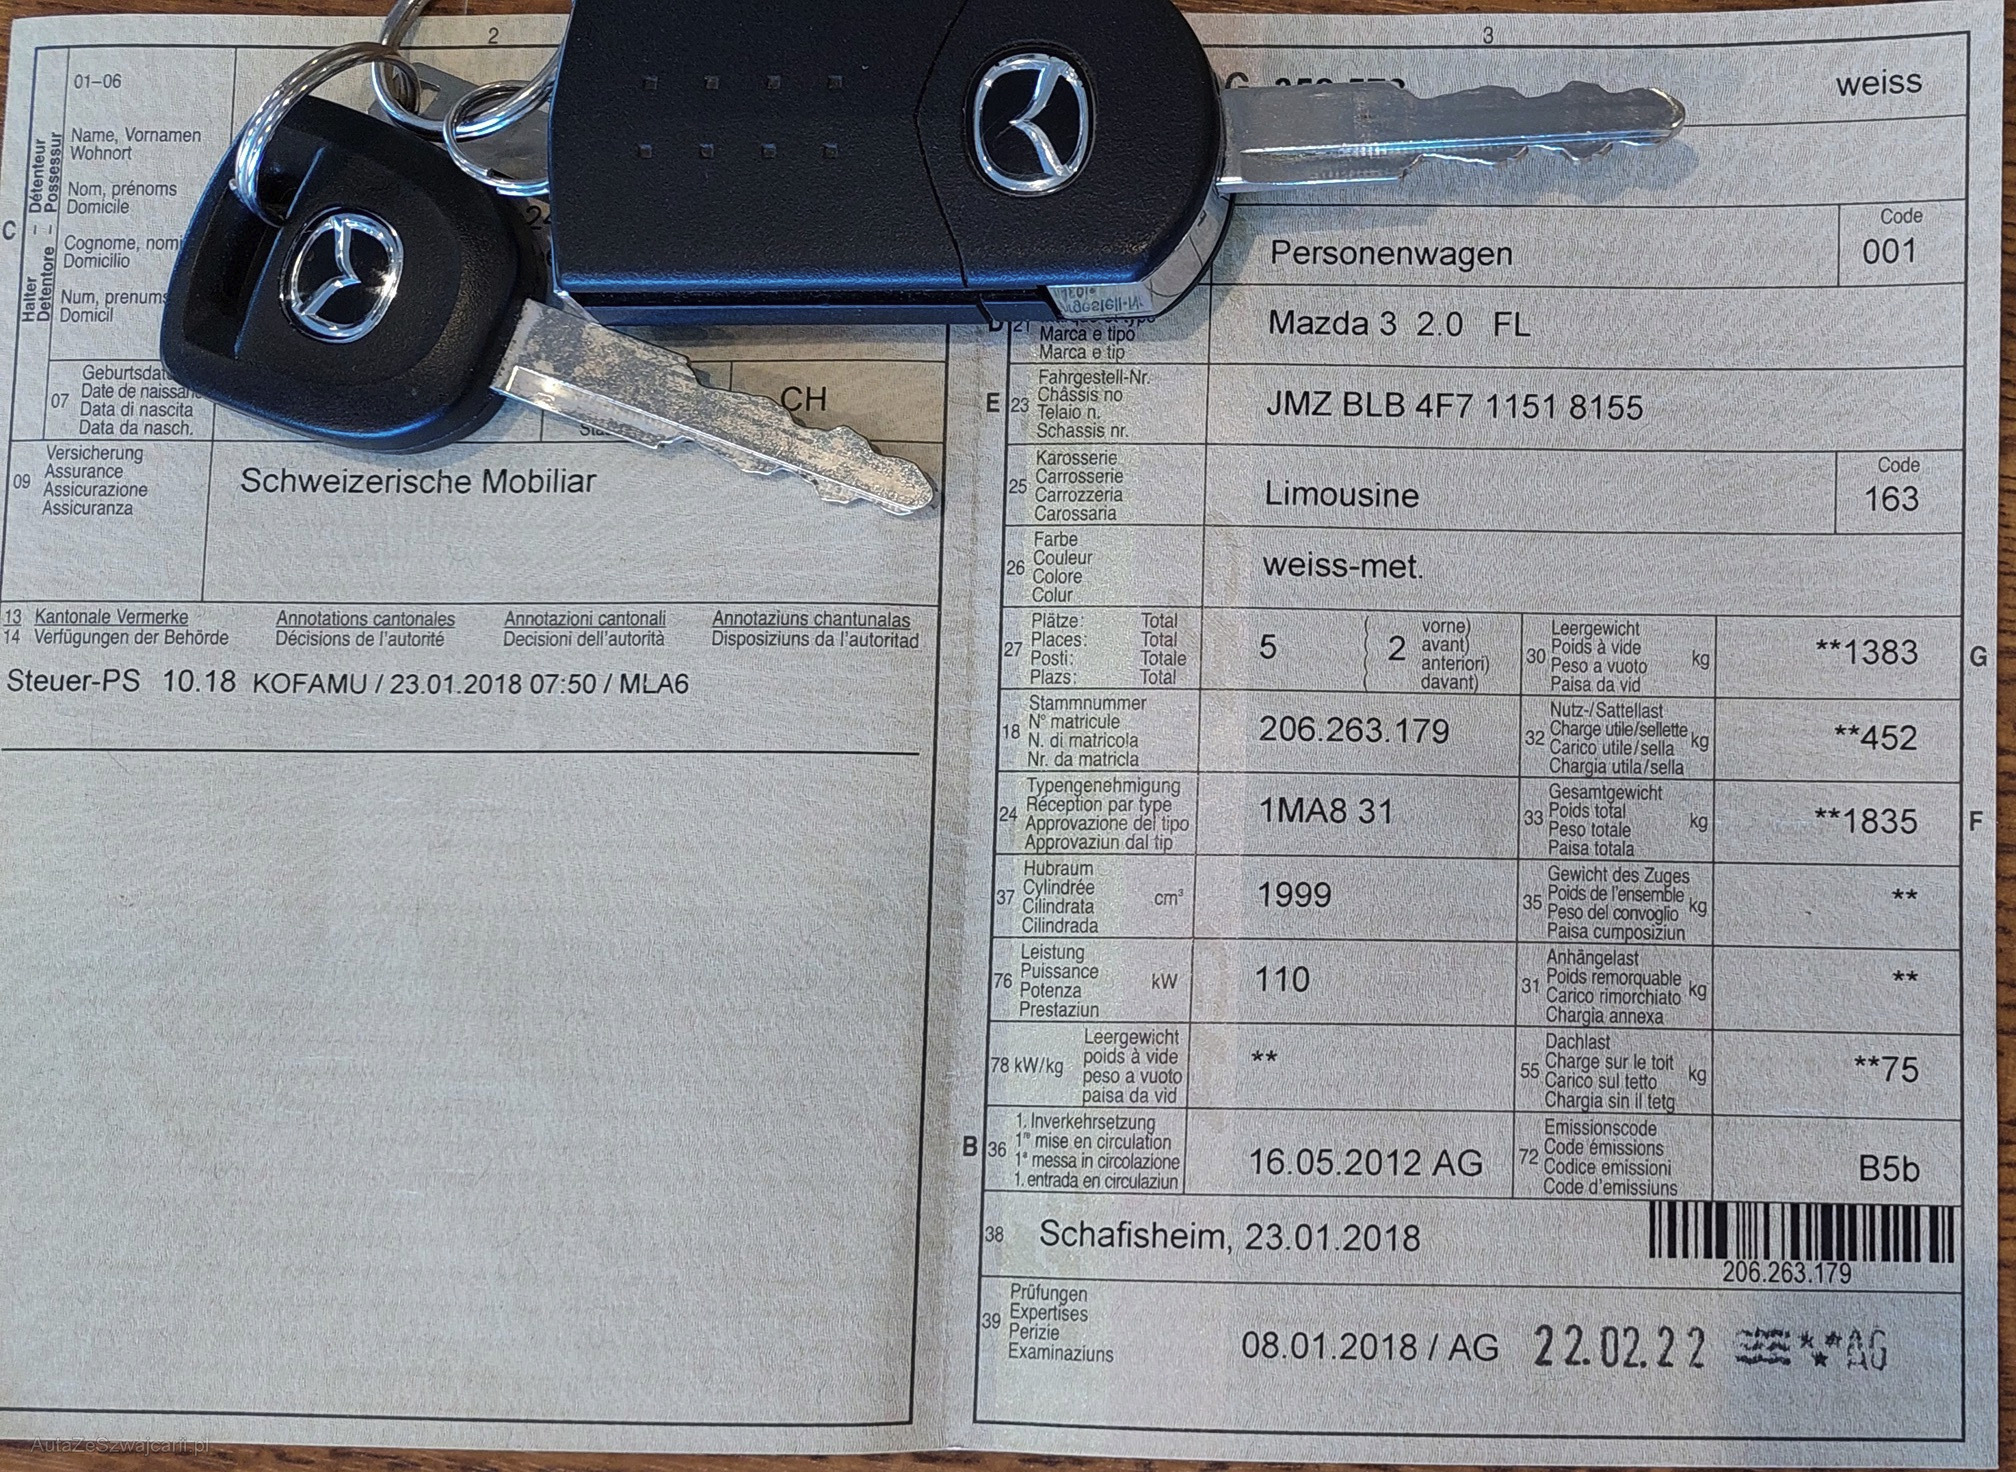 2
01–06
Name, Vornamen
Wohnort
Nom, prénoms
Domicile
Cognome, nomi
Domicilio
Num, prenums
Domicil
C
Halter – Détenteur
Detentore – Possessur
07
Geburtsdat
Date de naissan
Data di nascita
Data da nasch.
CH
09
Versicherung
Assurance
Assicurazione
Assicuranza
Schweizerische Mobiliar
13 Kantonale Vermerke Annotations cantonales Annotazioni cantonali Annotaziuns chantunalas
14 Verfügungen der Behörde Décisions de l'autorité Decisioni dell'autorità Disposiziuns da l'autoritad
Steuer-PS 10.18 KOFAMU / 23.01.2018 07:50 / MLA6
3
weiss
Personenwagen
Code
001
D 21
Marca e tipo
Marca e tip
Mazda 3 2.0 FL
E 23
Fahrgestell-Nr.
Châssis no
Telaio n.
Schassis nr.
JMZ BLB 4F7 1151 8155
25
Karosserie
Carrosserie
Carrozzeria
Carossaria
Limousine
Code
163
26
Farbe
Couleur
Colore
Colur
weiss-met.
27
Plätze: Total
Places: Total
Posti: Totale
Plazs: Total
5
2
vorne)
avant)
anteriori)
davant)
30
Leergewicht
Poids à vide
Peso a vuoto
Paisa da vid
kg
**1383
G
18
Stammnummer
N° matricule
N. di matricola
Nr. da matricla
206.263.179
32
Nutz-/Sattellast
Charge utile/sellette
Carico utile/sella
Chargia utila/sella
kg
**452
24
Typengenehmigung
Réception par type
Approvazione del tipo
Approvaziun dal tip
1MA8 31
33
Gesamtgewicht
Poids total
Peso totale
Paisa totala
kg
**1835
F
37
Hubraum
Cylindrée
Cilindrata
Cilindrada
cm³
1999
35
Gewicht des Zuges
Poids de l'ensemble
Peso del convoglio
Paisa cumposiziun
kg
**
76
Leistung
Puissance
Potenza
Prestaziun
kW
110
31
Anhängelast
Poids remorquable
Carico rimorchiato
Chargia annexa
kg
**
78 kW/kg
Leergewicht
poids à vide
peso a vuoto
paisa da vid
**
55
Dachlast
Charge sur le toit
Carico sul tetto
Chargia sin il tetg
kg
**75
B 36
1. Inverkehrsetzung
1re mise en circulation
1a messa in circolazione
1. entrada en circulaziun
16.05.2012 AG
72
Emissionscode
Code émissions
Codice emissioni
Code d'emissiuns
B5b
38 Schafisheim, 23.01.2018
206.263.179
39
Prüfungen
Expertises
Perizie
Examinaziuns
08.01.2018 / AG 22.02.22 AG
AutaZeSzwajcarii.pl